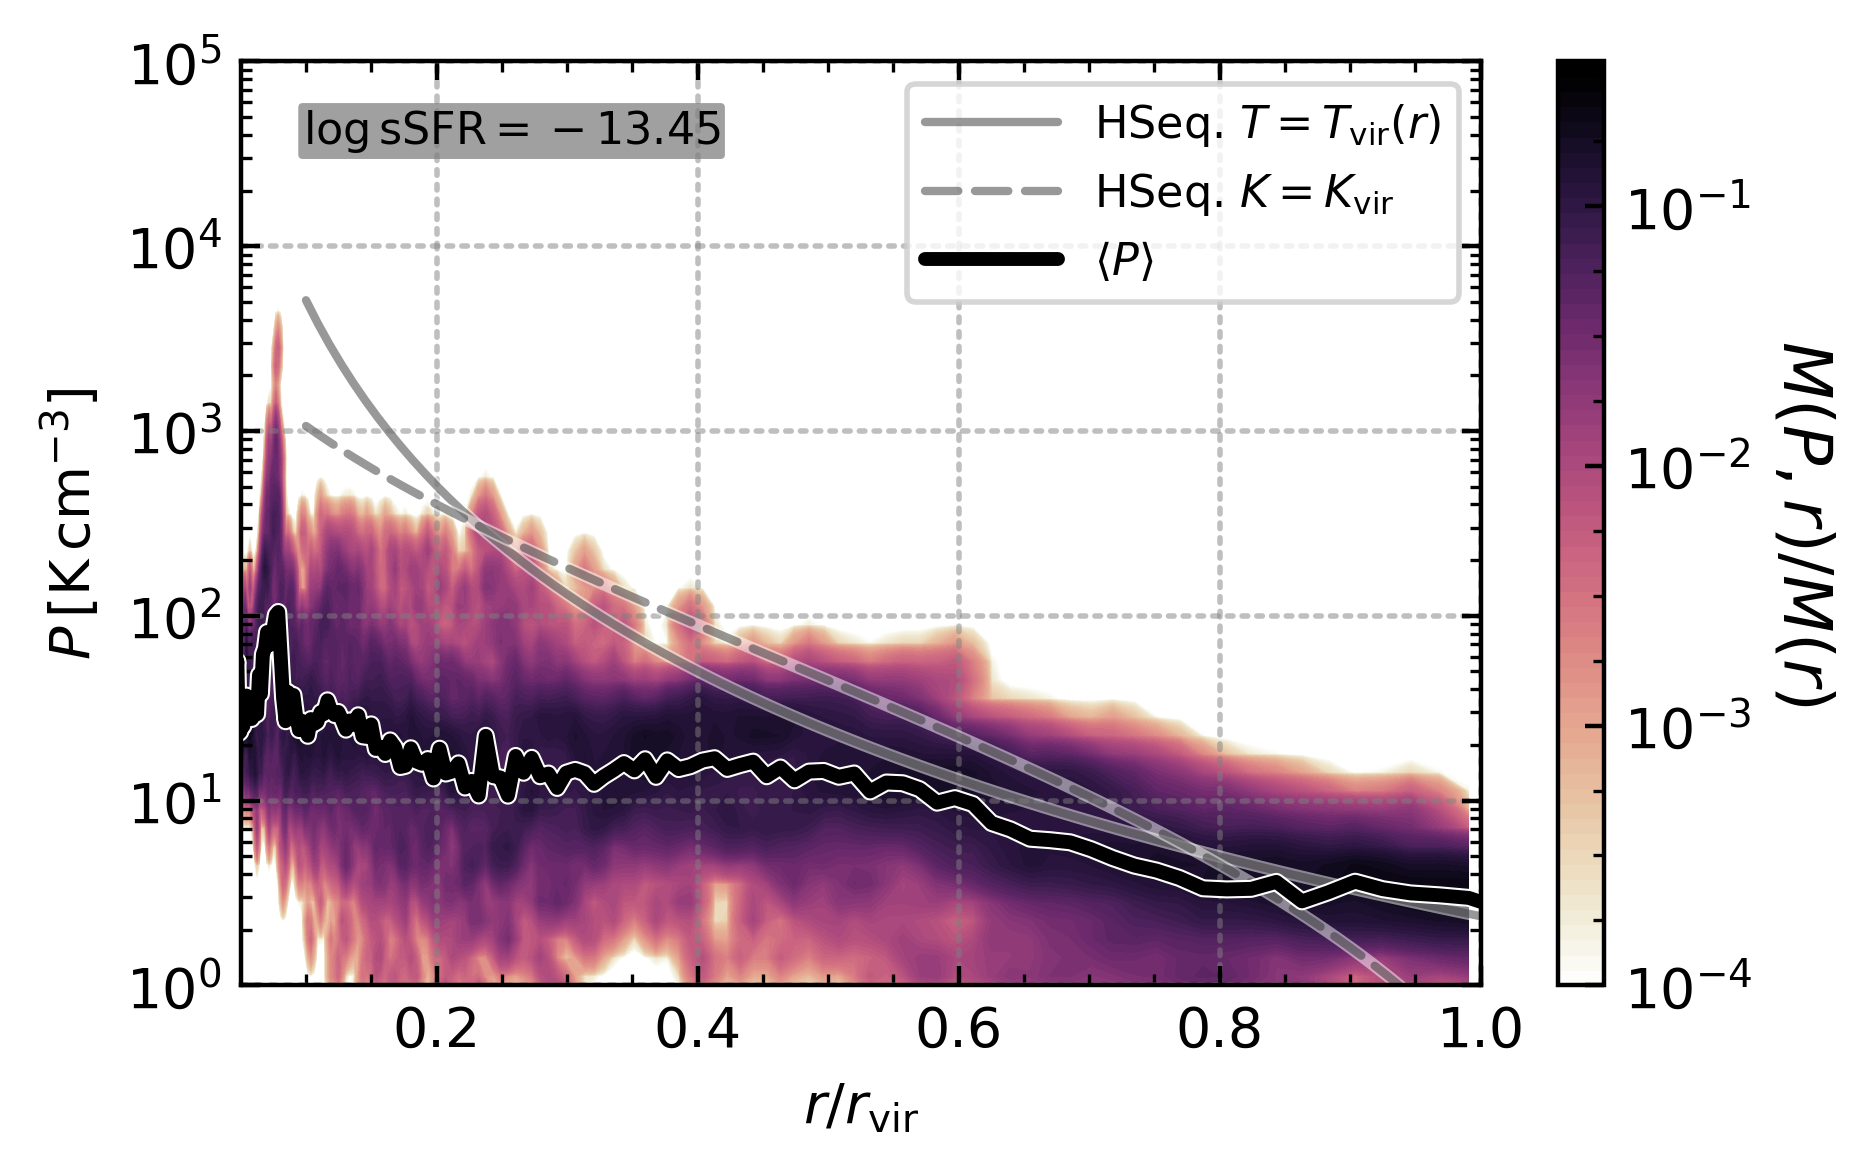 10^5
10^4
10^3
10^2
10^1
10^0
P [K cm^−3]
log sSFR = −13.45
HSeq. T = T_vir(r)
HSeq. K = K_vir
⟨P⟩
0.2 0.4 0.6 0.8 1.0
r/r_vir
10^−1
10^−2
10^−3
10^−4
M(P, r)/M(r)